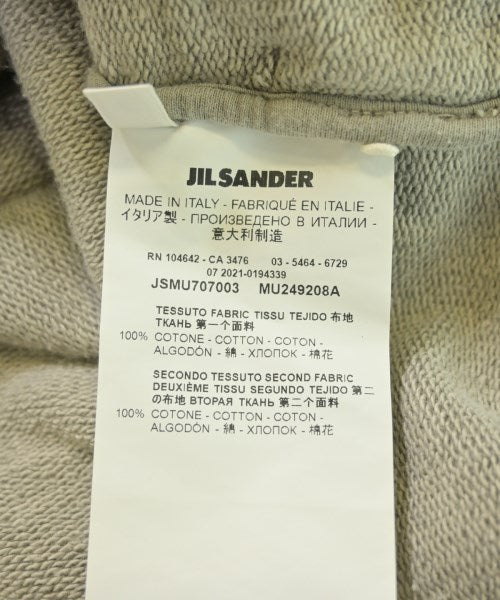 JIL SANDER
MADE IN ITALY - FABRIQUÉ EN ITALIE -
イタリア製 - ПРОИЗВЕДЕНО В ИТАЛИИ -
意大利制造
RN 104642 - CA 3476 03 - 5464 - 6729
07 2021-0194339
JSMU707003 MU249208A
TESSUTO FABRIC TISSU TEJIDO 布地
ТКАНЬ 第一个面料
100% COTONE - COTTON - COTON -
ALGODÓN - 綿 - ХЛОПОК - 棉花
SECONDO TESSUTO SECOND FABRIC
DEUXIÈME TISSU SEGUNDO TEJIDO 第二
の布地 ВТОРАЯ ТКАНЬ 第二个面料
100% COTONE - COTTON - COTON -
ALGODÓN - 綿 - ХЛОПОК - 棉花